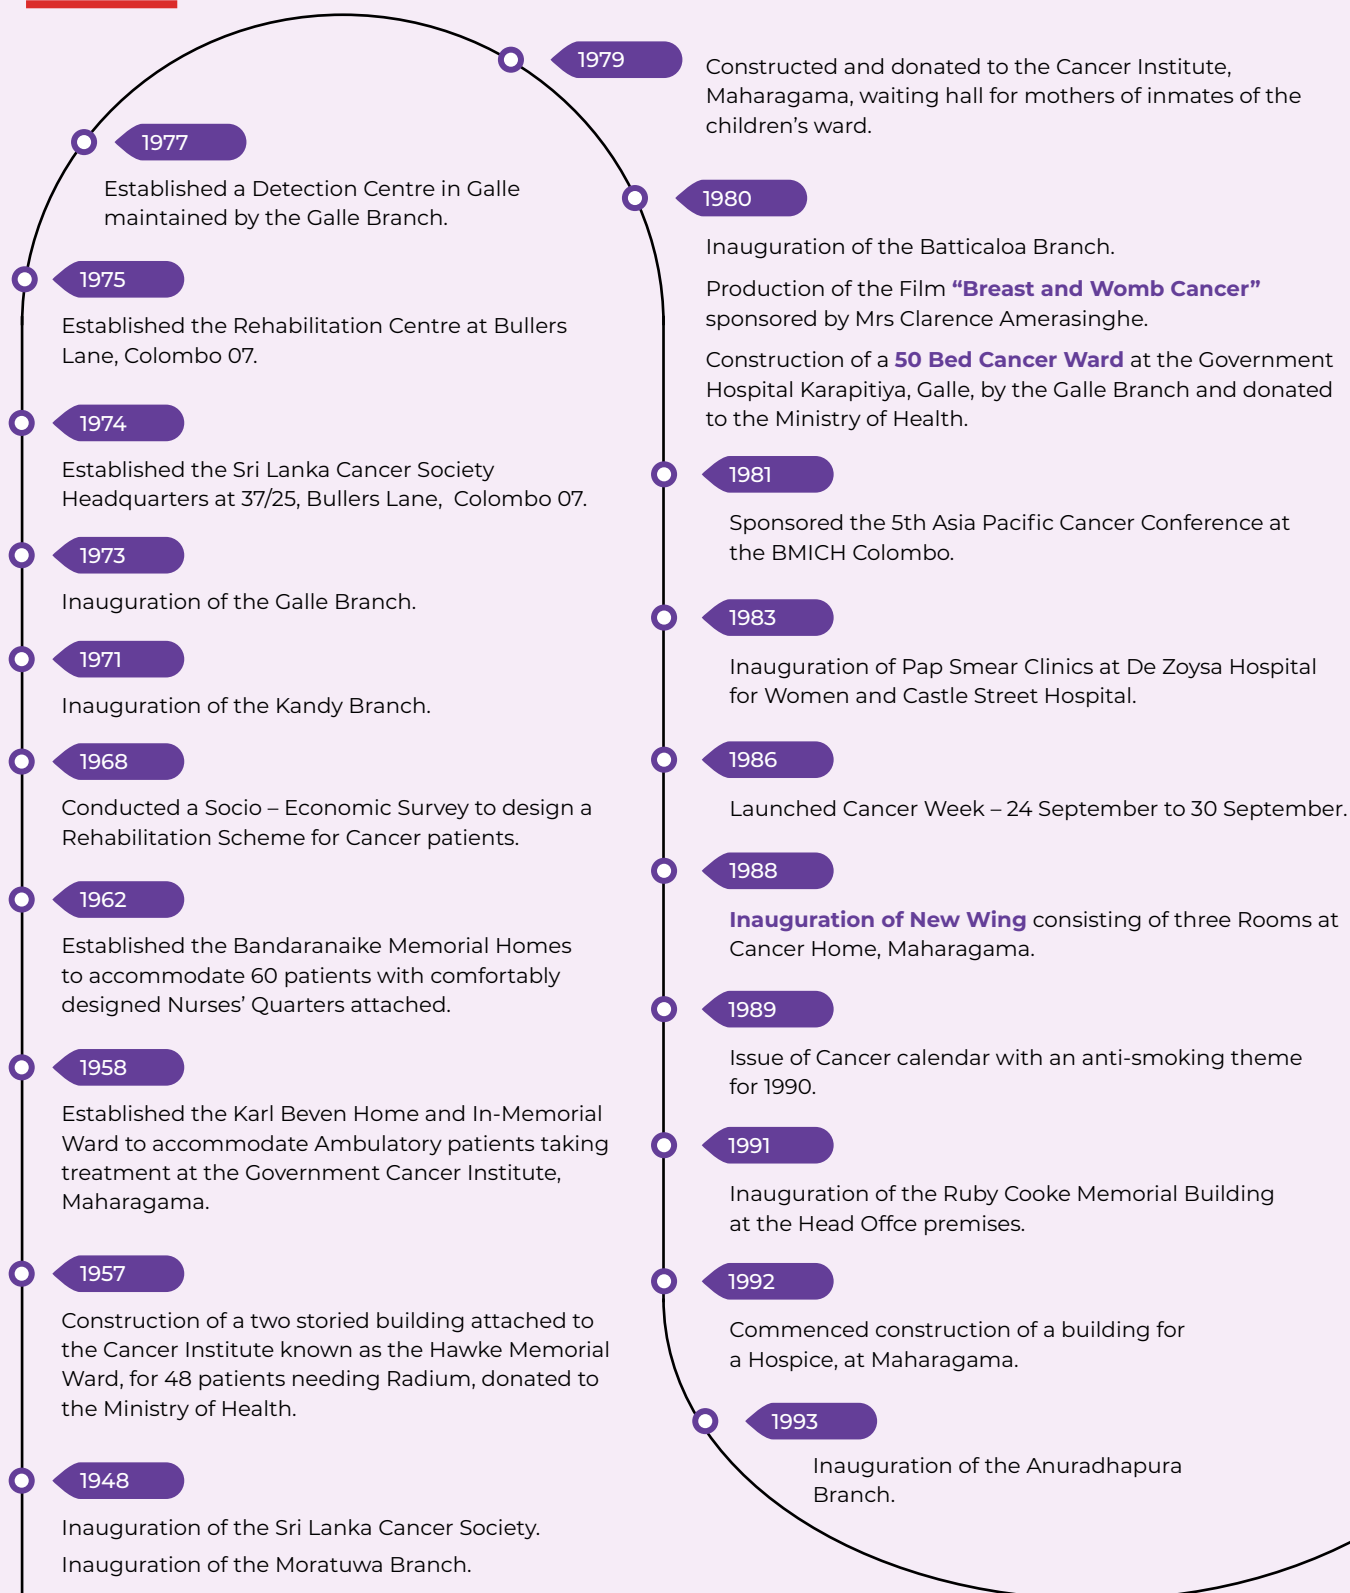 1977
Established a Detection Centre in Galle
maintained by the Galle Branch.
1975
Established the Rehabilitation Centre at Bullers
Lane, Colombo 07.
1974
Established the Sri Lanka Cancer Society
Headquarters at 37/25, Bullers Lane, Colombo 07.
1973
Inauguration of the Galle Branch.
1971
Inauguration of the Kandy Branch.
1968
Conducted a Socio – Economic Survey to design a
Rehabilitation Scheme for Cancer patients.
1962
Established the Bandaranaike Memorial Homes
to accommodate 60 patients with comfortably
designed Nurses’ Quarters attached.
1958
Established the Karl Beven Home and In-Memorial
Ward to accommodate Ambulatory patients taking
treatment at the Government Cancer Institute,
Maharagama.
1957
Construction of a two storied building attached to
the Cancer Institute known as the Hawke Memorial
Ward, for 48 patients needing Radium, donated to
the Ministry of Health.
1948
Inauguration of the Sri Lanka Cancer Society.
Inauguration of the Moratuwa Branch.
1979
Constructed and donated to the Cancer Institute,
Maharagama, waiting hall for mothers of inmates of the
children’s ward.
1980
Inauguration of the Batticaloa Branch.
Production of the Film “Breast and Womb Cancer”
sponsored by Mrs Clarence Amerasinghe.
Construction of a 50 Bed Cancer Ward at the Government
Hospital Karapitiya, Galle, by the Galle Branch and donated
to the Ministry of Health.
1981
Sponsored the 5th Asia Pacific Cancer Conference at
the BMICH Colombo.
1983
Inauguration of Pap Smear Clinics at De Zoysa Hospital
for Women and Castle Street Hospital.
1986
Launched Cancer Week – 24 September to 30 September.
1988
Inauguration of New Wing consisting of three Rooms at
Cancer Home, Maharagama.
1989
Issue of Cancer calendar with an anti-smoking theme
for 1990.
1991
Inauguration of the Ruby Cooke Memorial Building
at the Head Offce premises.
1992
Commenced construction of a building for
a Hospice, at Maharagama.
1993
Inauguration of the Anuradhapura
Branch.